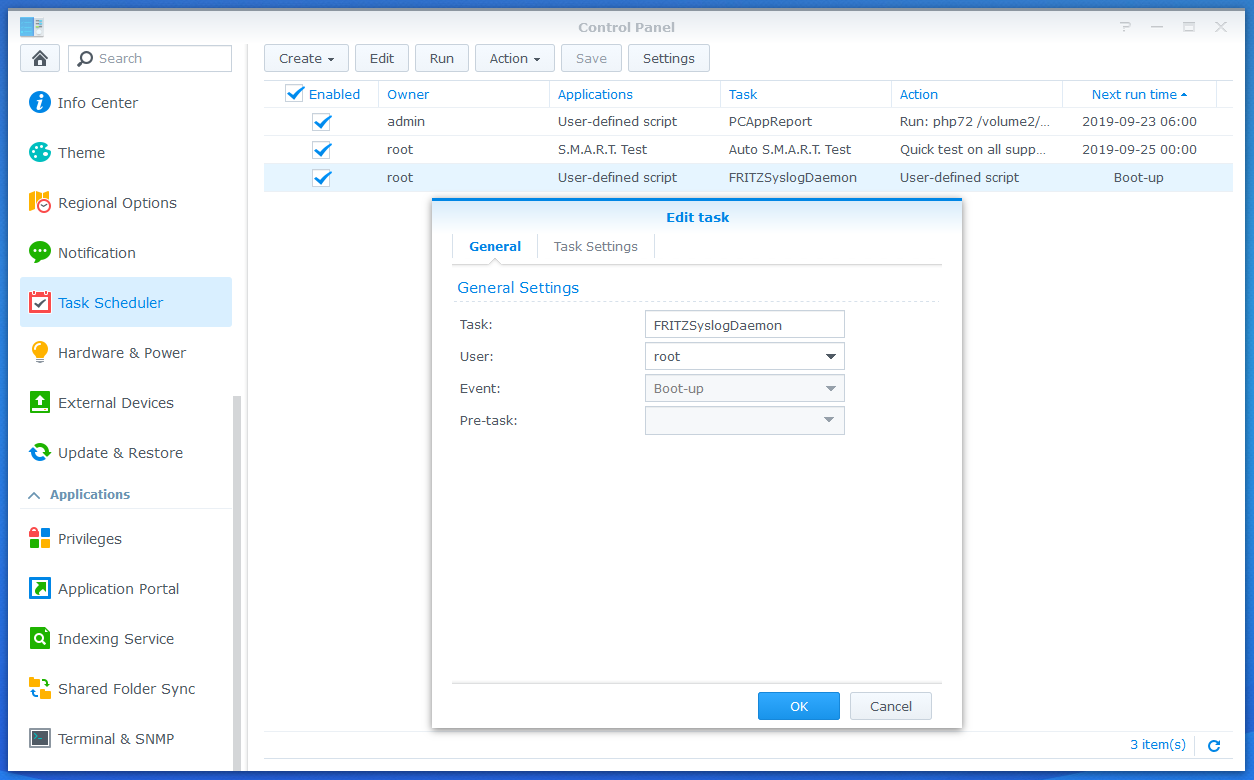 Control Panel
Search
Info Center
Theme
Regional Options
Notification
Task Scheduler
Hardware & Power
External Devices
Update & Restore
Applications
Privileges
Application Portal
Indexing Service
Shared Folder Sync
Terminal & SNMP
Create Edit Run Action Save Settings
Enabled Owner Applications Task Action Next run time
admin User-defined script PCAppReport Run: php72 /volume2/... 2019-09-23 06:00
root S.M.A.R.T. Test Auto S.M.A.R.T. Test Quick test on all supp... 2019-09-25 00:00
root User-defined script FRITZSyslogDaemon User-defined script Boot-up
Edit task
General Task Settings
General Settings
Task: FRITZSyslogDaemon
User: root
Event: Boot-up
Pre-task:
OK Cancel
3 item(s)